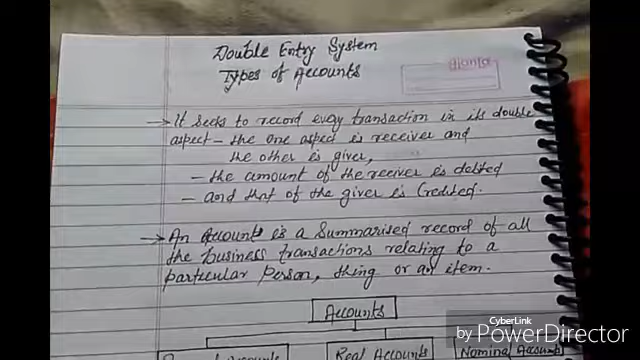 Double Entry System
Types of Accounts
→ It seeks to record every transaction in its double
aspect - the one aspect is receiver and
the other is giver,
- the amount of the reciver is debited
- and that of the giver is Credited.
→ An Account is a Summarised record of all
the business transactions relating to a
particular Person, thing or an item.
Accounts
CyberLink
by PowerDirector
Real Accounts
Nominal Accounts